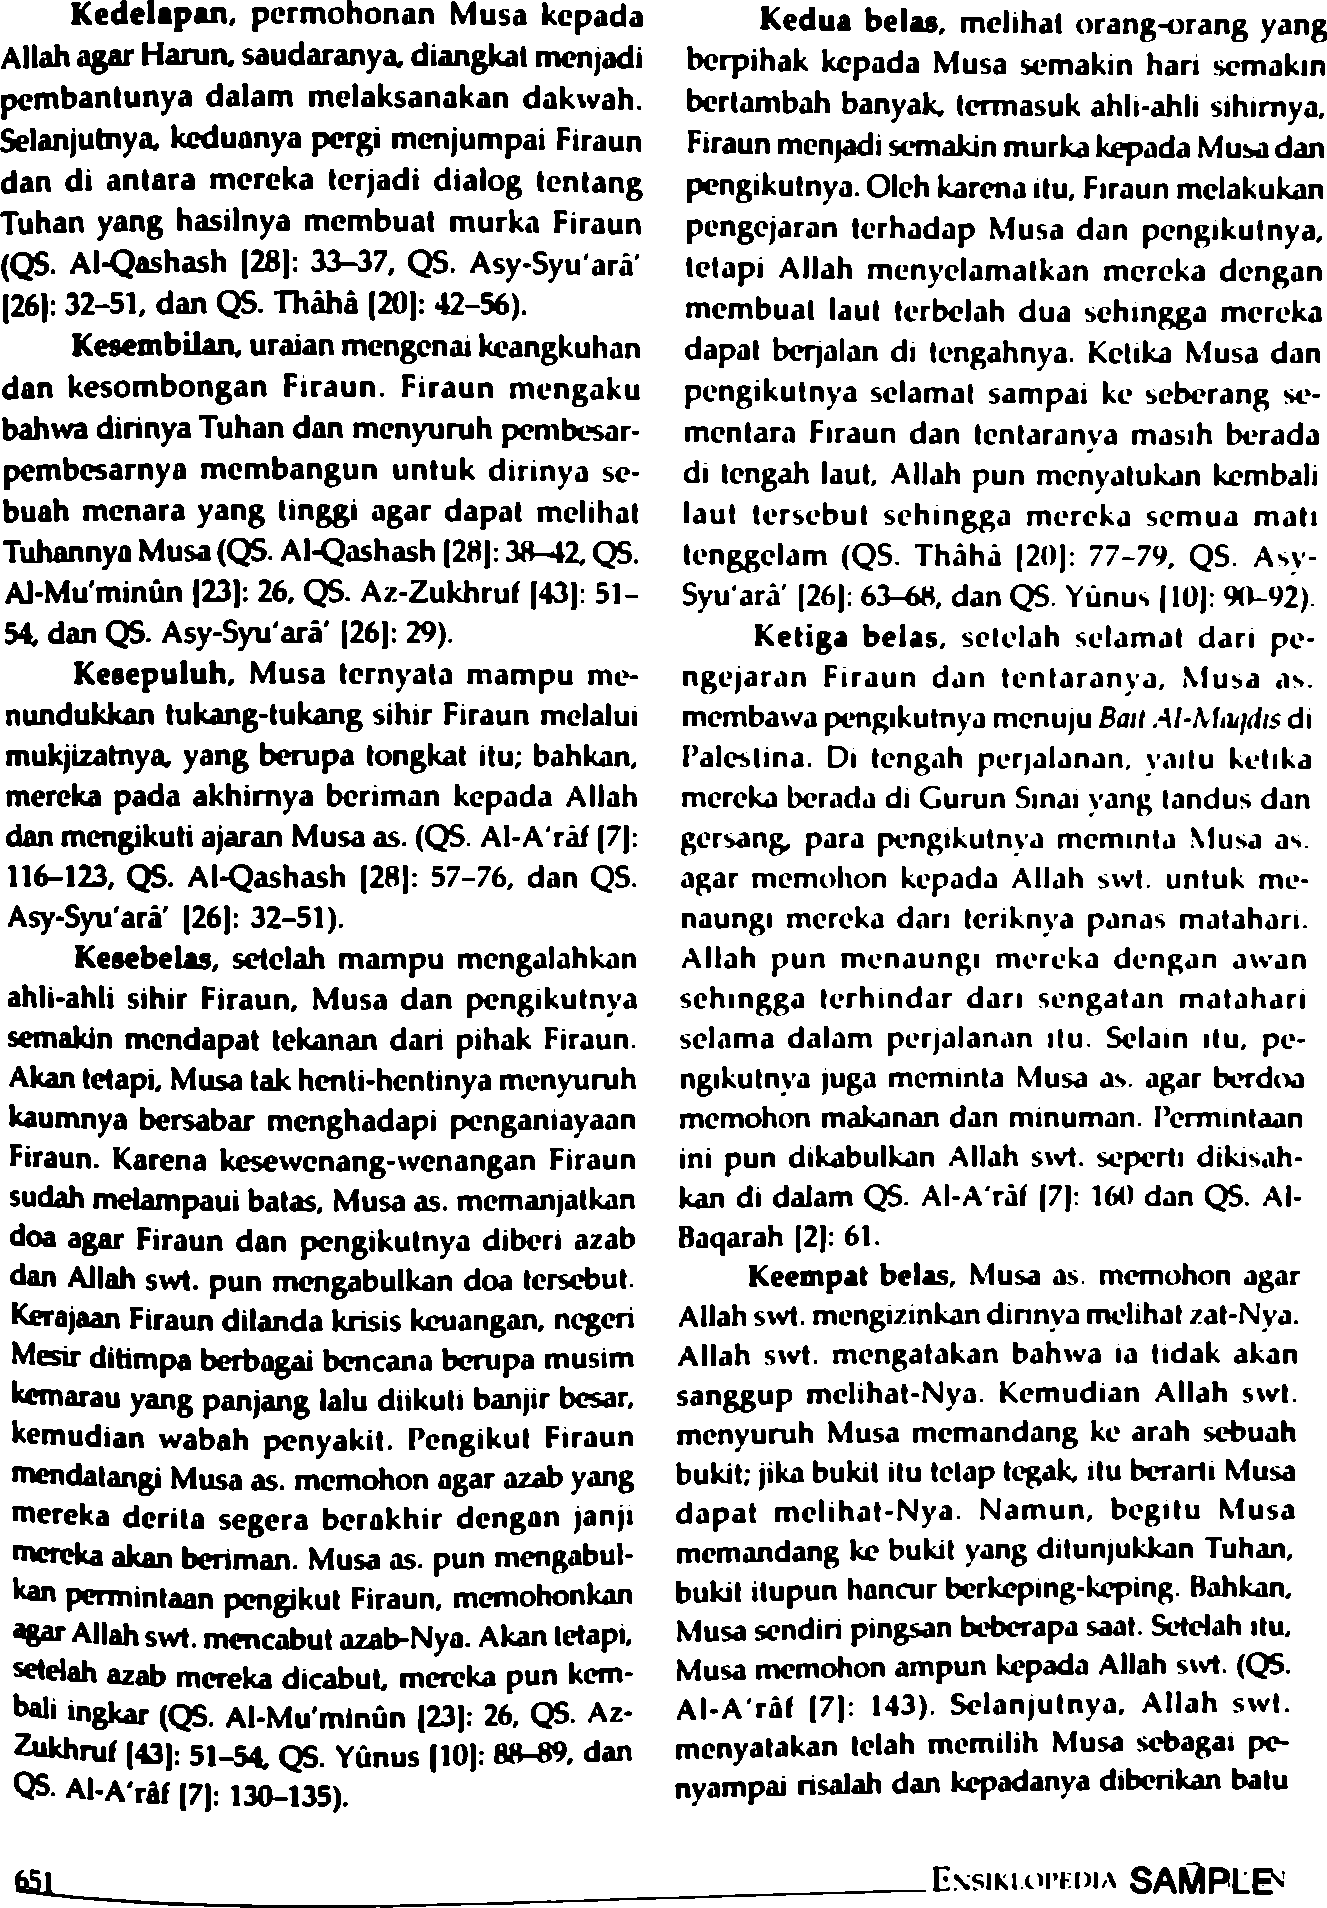 Kedelapan, permohonan Musa kepada
Allah agar Harun, saudaranya, diangkat menjadi
pembantunya dalam melaksanakan dakwah.
Selanjutnya, keduanya pergi menjumpai Firaun
dan di antara mereka terjadi dialog tentang
Tuhan yang hasilnya membuat murka Firaun
(QS. Al-Qashash [28]: 33–37, QS. Asy-Syu'arâ'
[26]: 32–51, dan QS. Thâhâ [20]: 42–56).
Kesembilan, uraian mengenai keangkuhan
dan kesombongan Firaun. Firaun mengaku
bahwa dirinya Tuhan dan menyuruh pembesar-
pembesarnya membangun untuk dirinya se-
buah menara yang tinggi agar dapat melihat
Tuhannya Musa (QS. Al-Qashash [28]: 38–42, QS.
Al-Mu'minûn [23]: 26, QS. Az-Zukhruf [43]: 51–
54, dan QS. Asy-Syu'arâ' [26]: 29).
Kesepuluh, Musa ternyata mampu me-
nundukkan tukang-tukang sihir Firaun melalui
mukjizatnya, yang berupa tongkat itu; bahkan,
mereka pada akhirnya beriman kepada Allah
dan mengikuti ajaran Musa as. (QS. Al-A'râf [7]:
116–123, QS. Al-Qashash [28]: 57–76, dan QS.
Asy-Syu'arâ' [26]: 32–51).
Kesebelas, setelah mampu mengalahkan
ahli-ahli sihir Firaun, Musa dan pengikutnya
semakin mendapat tekanan dari pihak Firaun.
Akan tetapi, Musa tak henti-hentinya menyuruh
kaumnya bersabar menghadapi penganiayaan
Firaun. Karena kesewenang-wenangan Firaun
sudah melampaui batas, Musa as. memanjatkan
doa agar Firaun dan pengikutnya diberi azab
dan Allah swt. pun mengabulkan doa tersebut.
Kerajaan Firaun dilanda krisis keuangan, negeri
Mesir ditimpa berbagai bencana berupa musim
kemarau yang panjang lalu diikuti banjir besar,
kemudian wabah penyakit. Pengikut Firaun
mendatangi Musa as. memohon agar azab yang
mereka derita segera berakhir dengan janji
mereka akan beriman. Musa as. pun mengabul-
kan permintaan pengikut Firaun, memohonkan
agar Allah swt. mencabut azab-Nya. Akan tetapi,
setelah azab mereka dicabut, mereka pun kem-
bali ingkar (QS. Al-Mu'minûn [23]: 26, QS. Az-
Zukhruf [43]: 51–54, QS. Yûnus [10]: 88–89, dan
QS. Al-A'râf [7]: 130–135).
Kedua belas, melihat orang-orang yang
berpihak kepada Musa semakin hari semakin
bertambah banyak, termasuk ahli-ahli sihirnya,
Firaun menjadi semakin murka kepada Musa dan
pengikutnya. Oleh karena itu, Firaun melakukan
pengejaran terhadap Musa dan pengikutnya,
tetapi Allah menyelamatkan mereka dengan
membuat laut terbelah dua sehingga mereka
dapat berjalan di tengahnya. Ketika Musa dan
pengikutnya selamat sampai ke seberang se-
mentara Firaun dan tentaranya masih berada
di tengah laut, Allah pun menyatukan kembali
laut tersebut sehingga mereka semua mati
tenggelam (QS. Thâhâ [20]: 77–79, QS. Asy-
Syu'arâ' [26]: 63–68, dan QS. Yûnus [10]: 90–92).
Ketiga belas, setelah selamat dari pe-
ngejaran Firaun dan tentaranya, Musa as.
membawa pengikutnya menuju Bait Al-Maqdis di
Palestina. Di tengah perjalanan, yaitu ketika
mereka berada di Gurun Sinai yang tandus dan
gersang, para pengikutnya meminta Musa as.
agar memohon kepada Allah swt. untuk me-
naungi mereka dari teriknya panas matahari.
Allah pun menaungi mereka dengan awan
sehingga terhindar dari sengatan matahari
selama dalam perjalanan itu. Selain itu, pe-
ngikutnya juga meminta Musa as. agar berdoa
memohon makanan dan minuman. Permintaan
ini pun dikabulkan Allah swt. seperti dikisah-
kan di dalam QS. Al-A'râf [7]: 160 dan QS. Al-
Baqarah [2]: 61.
Keempat belas, Musa as. memohon agar
Allah swt. mengizinkan dirinya melihat zat-Nya.
Allah swt. mengatakan bahwa ia tidak akan
sanggup melihat-Nya. Kemudian Allah swt.
menyuruh Musa memandang ke arah sebuah
bukit; jika bukit itu tetap tegak, itu berarti Musa
dapat melihat-Nya. Namun, begitu Musa
memandang ke bukit yang ditunjukkan Tuhan,
bukit itupun hancur berkeping-keping. Bahkan,
Musa sendiri pingsan beberapa saat. Setelah itu,
Musa memohon ampun kepada Allah swt. (QS.
Al-A'râf [7]: 143). Selanjutnya, Allah swt.
menyatakan telah memilih Musa sebagai pe-
nyampai risalah dan kepadanya diberikan batu
651
ENSIKLOPEDIA SAMPLE